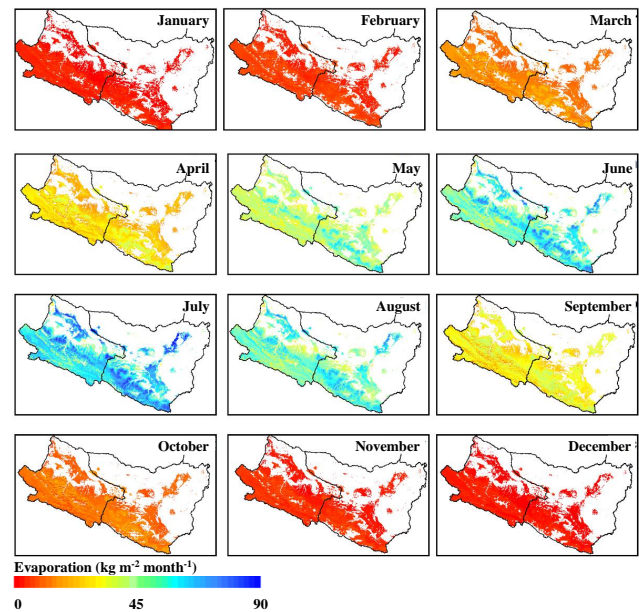 January
February
March
April
May
June
July
August
September
October
November
December
Evaporation (kg m⁻² month⁻¹)
0 45 90